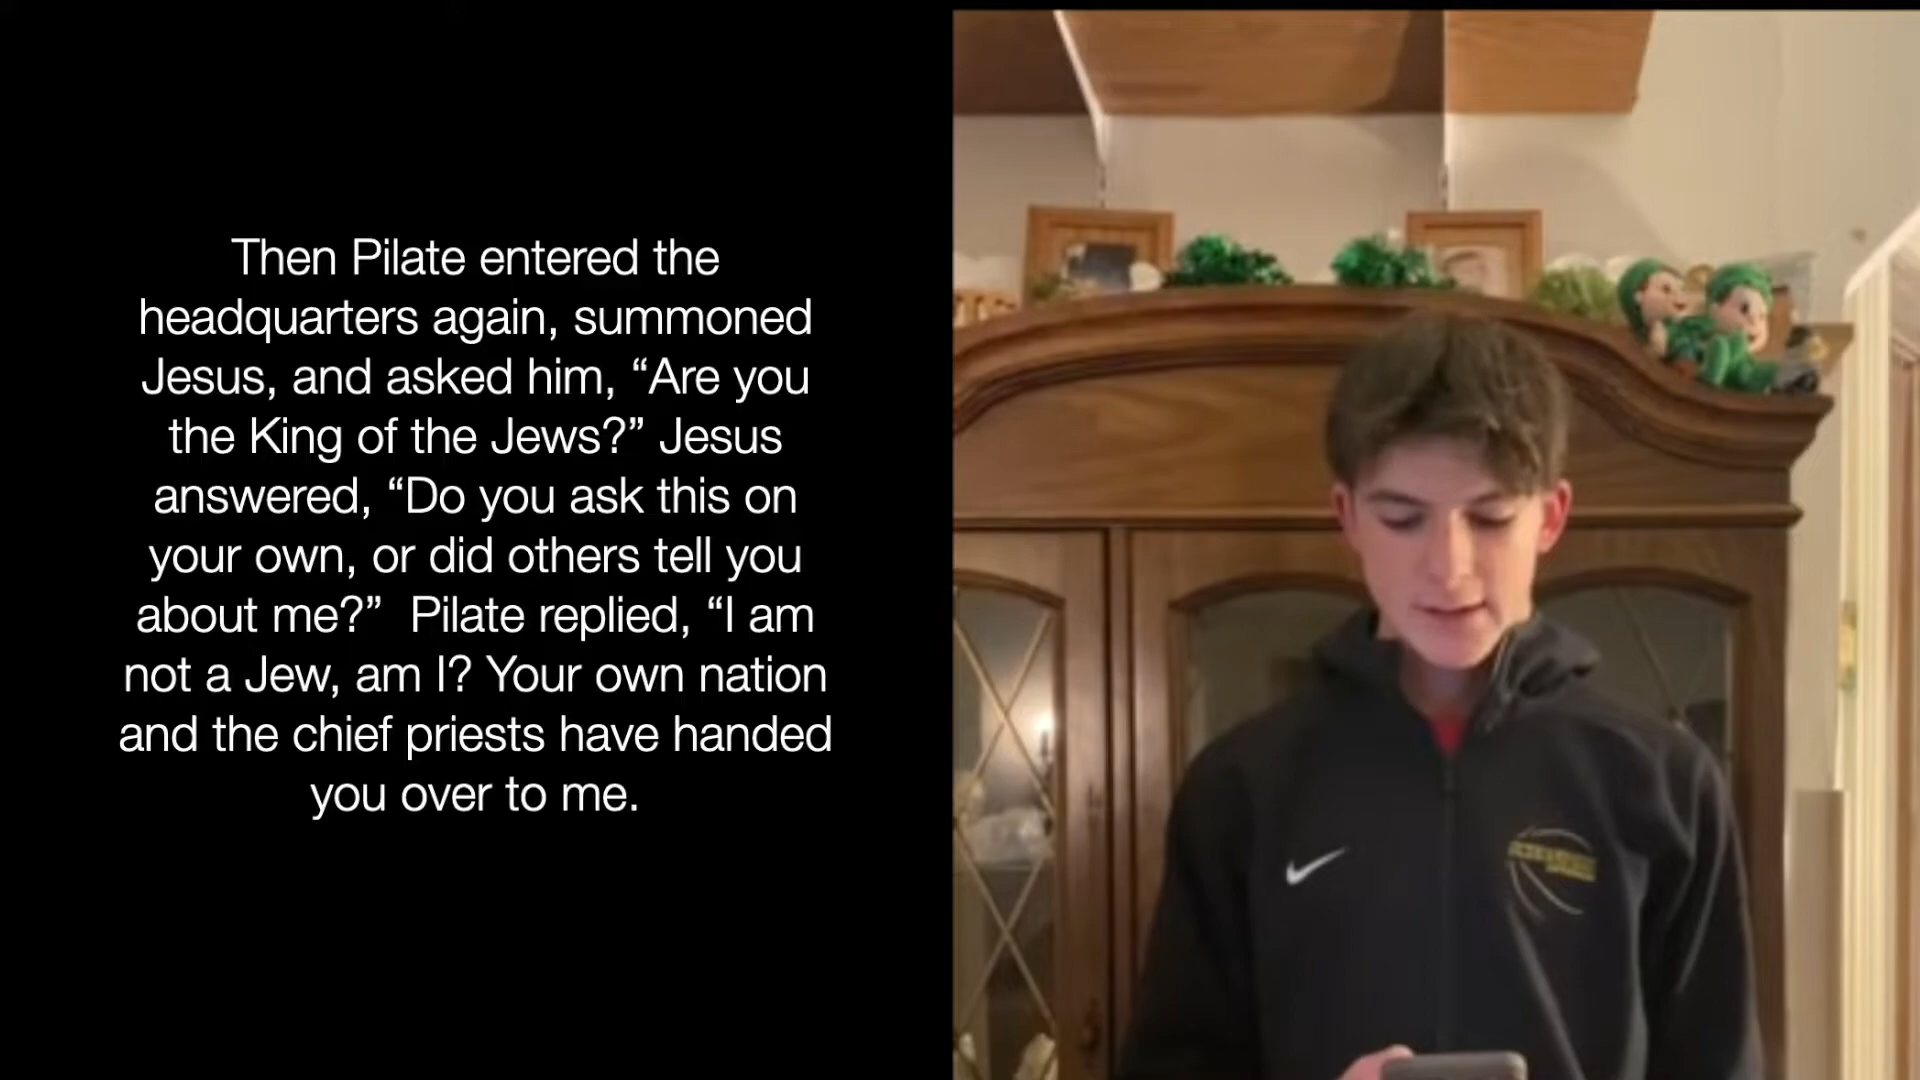 Then Pilate entered the
headquarters again, summoned
Jesus, and asked him, “Are you
the King of the Jews?” Jesus
answered, “Do you ask this on
your own, or did others tell you
about me?”  Pilate replied, “I am
not a Jew, am I? Your own nation
and the chief priests have handed
you over to me.